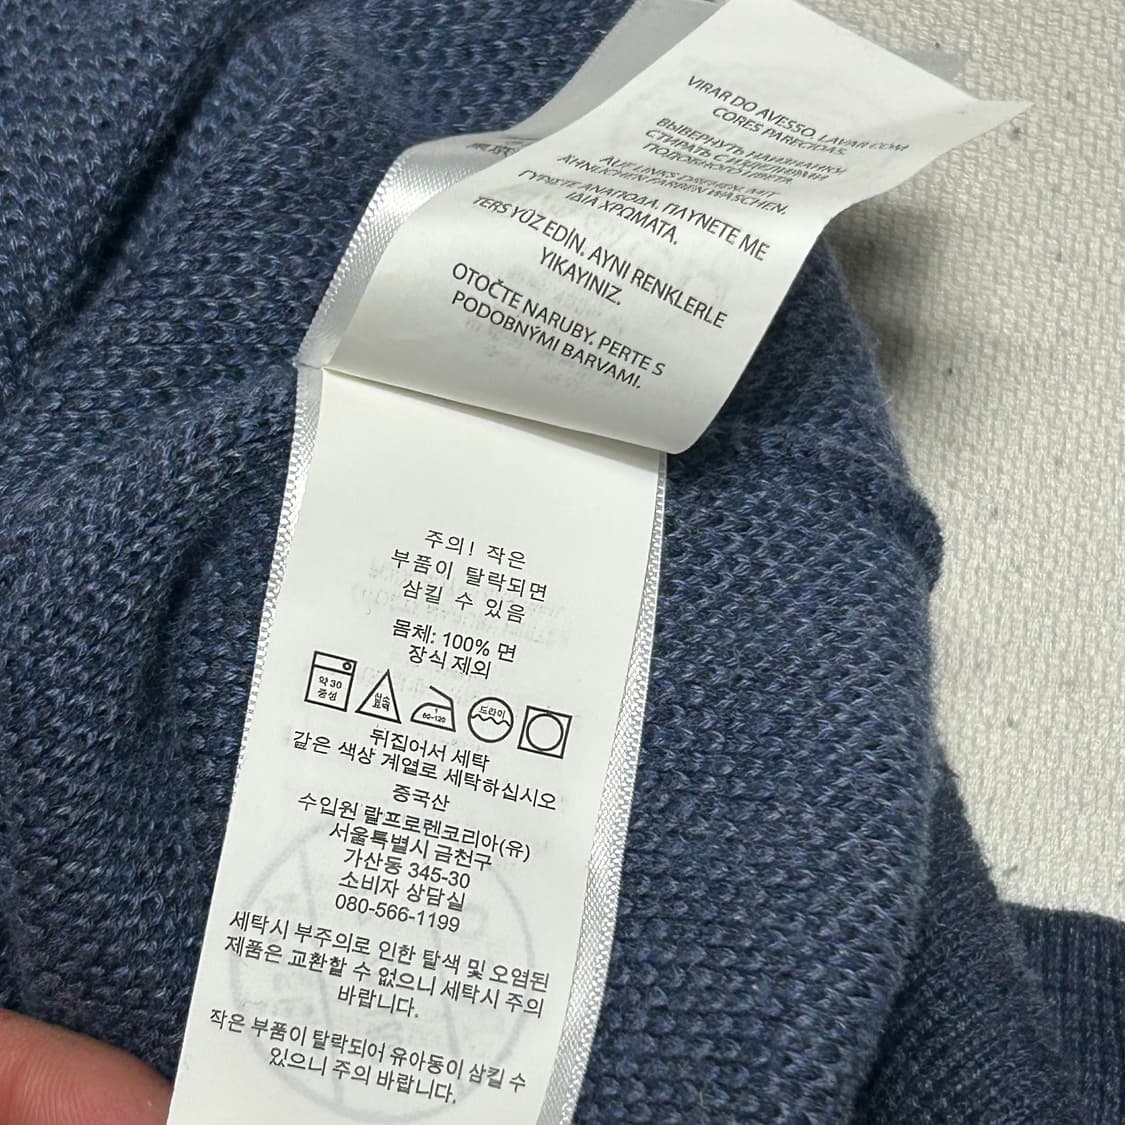 VIRAR DO AVESSO. LAVAR COM
CORES PARECIDAS.
ВЫВЕРНУТЬ НАИЗНАНКУ
СТИРАТЬ С ИЗДЕЛИЯМИ
ПОДОБНОГО ЦВЕТА
AUF LINKS DREHEN. MIT
ÄHNLICHEN FARBEN WASCHEN.
ΓΥΡΙΣΤΕ ΑΝΑΠΟΔΑ. ΠΛΥΝΕΤΕ ΜΕ
ΙΔΙΑ ΧΡΩΜΑΤΑ.
TERS YÜZ EDİN. AYNI RENKLERLE
YIKAYINIZ.
OTOČTE NARUBY. PERTE S
PODOBNÝMI BARVAMI.
주의! 작은
부품이 탈락되면
삼킬 수 있음
몸체: 100% 면
장식 제외
약 30
중성
산소
표백
1
80-120
드라이
뒤집어서 세탁
같은 색상 계열로 세탁하십시오
중국산
수입원 랄프로렌코리아(유)
서울특별시 금천구
가산동 345-30
소비자 상담실
080-566-1199
세탁시 부주의로 인한 탈색 및 오염된
제품은 교환할 수 없으니 세탁시 주의
바랍니다.
작은 부품이 탈락되어 유아동이 삼킬 수
있으니 주의 바랍니다.